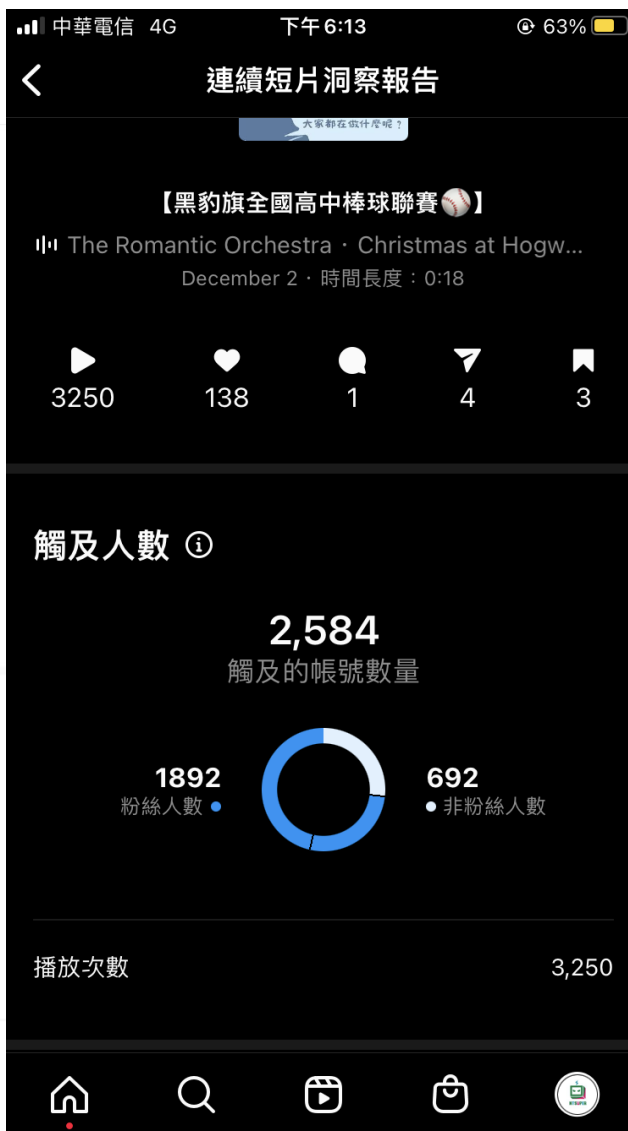 中華電信 4G 下午6:13 63%
連續短片洞察報告
大家都在做什麼呢？
【黑豹旗全國高中棒球聯賽⚾】
The Romantic Orchestra · Christmas at Hogw...
December 2 · 時間長度：0:18
3250 138 1 4 3
觸及人數
2,584
觸及的帳號數量
1892 692
粉絲人數 非粉絲人數
播放次數 3,250